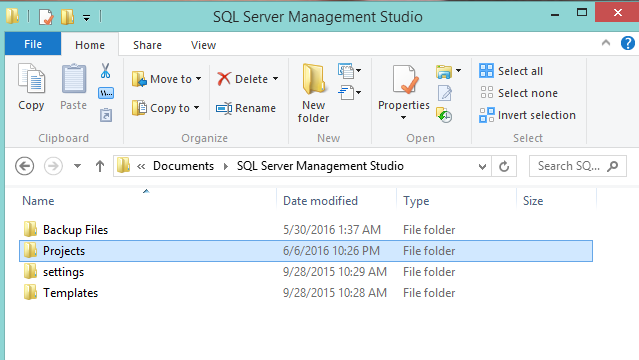 SQL Server Management Studio
File Home Share View
Copy Paste Move to Copy to Delete Rename New folder Properties Select all Select none Invert selection
Clipboard Organize New Open Select
« Documents SQL Server Management Studio Search SQ...
Name Date modified Type Size
Backup Files 5/30/2016 1:37 AM File folder
Projects 6/6/2016 10:26 PM File folder
settings 9/28/2015 10:29 AM File folder
Templates 9/28/2015 10:28 AM File folder